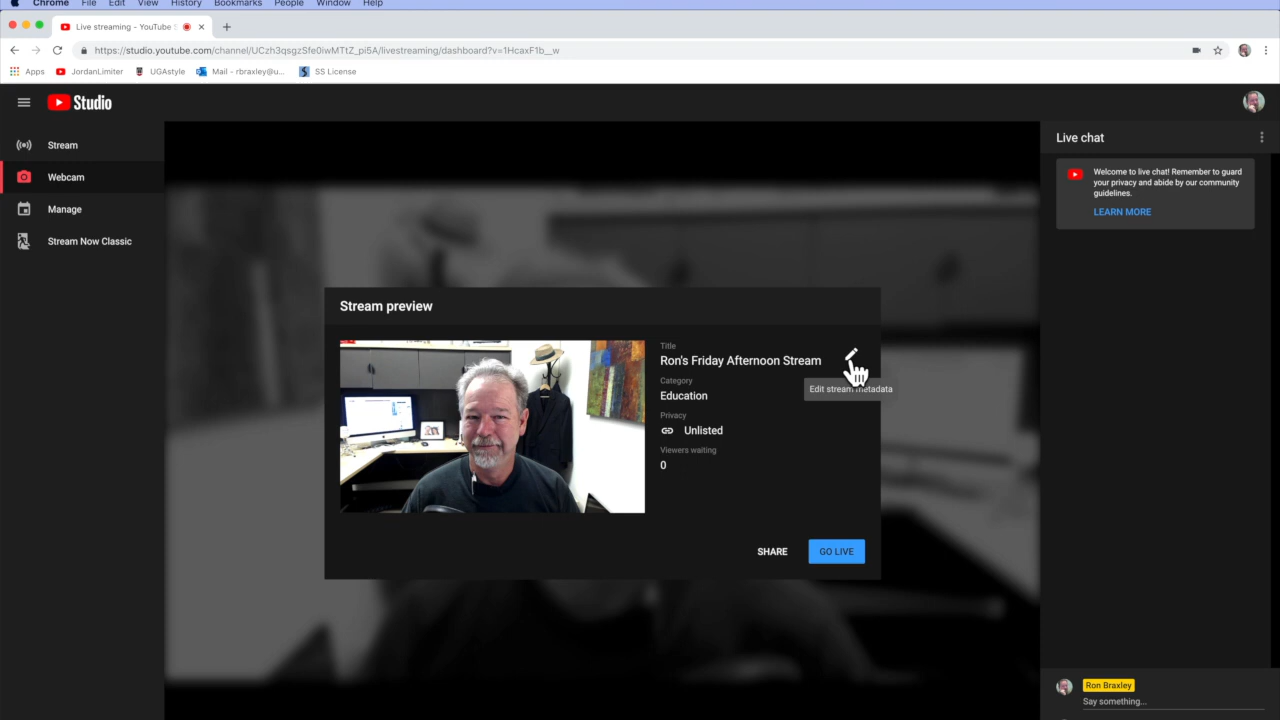 Chrome File Edit View History Bookmarks People Window Help
Live streaming - YouTube S
https://studio.youtube.com/channel/UCzh3qsgzSfe0iwMTtZ_pi5A/livestreaming/dashboard?v=1HcaxF1b__w
Apps JordanLimiter UGAstyle Mail - rbraxley@u... SS License
Studio
Stream
Webcam
Manage
Stream Now Classic
Stream preview
Title
Ron's Friday Afternoon Stream
Edit stream metadata
Category
Education
Privacy
Unlisted
Viewers waiting
0
SHARE GO LIVE
Live chat
Welcome to live chat! Remember to guard
your privacy and abide by our community
guidelines.
LEARN MORE
Ron Braxley
Say something...